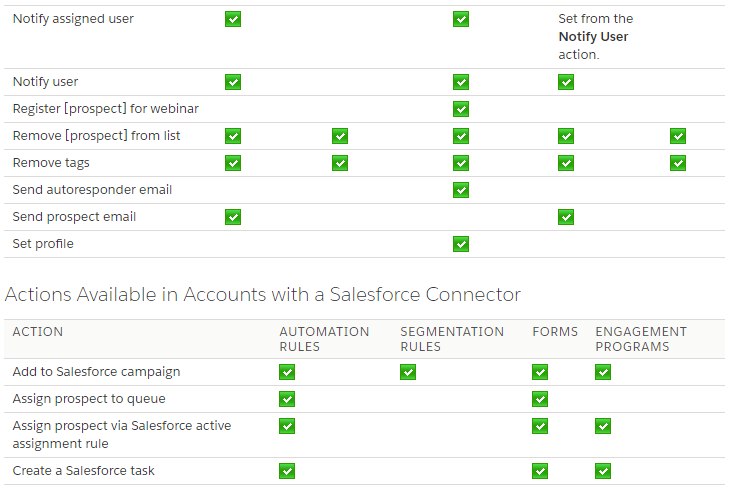 Notify assigned user
Set from the
Notify User
action.
Notify user
Register [prospect] for webinar
Remove [prospect] from list
Remove tags
Send autoresponder email
Send prospect email
Set profile
Actions Available in Accounts with a Salesforce Connector
ACTION
AUTOMATION
RULES
SEGMENTATION
RULES
FORMS
ENGAGEMENT
PROGRAMS
Add to Salesforce campaign
Assign prospect to queue
Assign prospect via Salesforce active
assignment rule
Create a Salesforce task